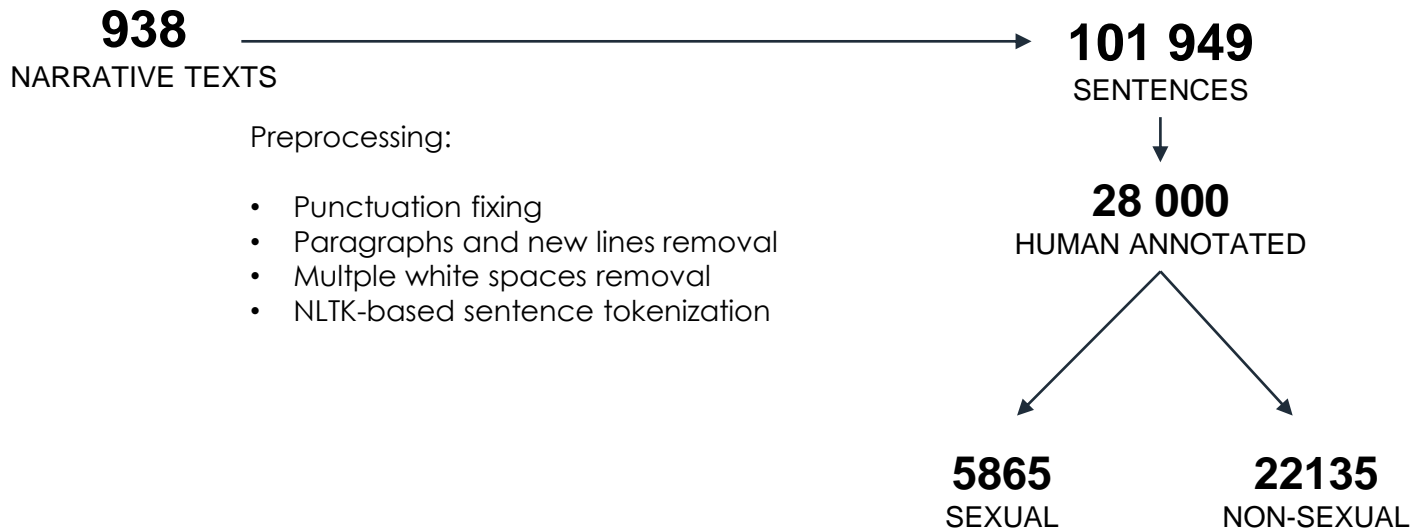 938
NARRATIVE TEXTS
101 949
SENTENCES
Preprocessing:
• Punctuation fixing
• Paragraphs and new lines removal
• Multple white spaces removal
• NLTK-based sentence tokenization
28 000
HUMAN ANNOTATED
5865
SEXUAL
22135
NON-SEXUAL